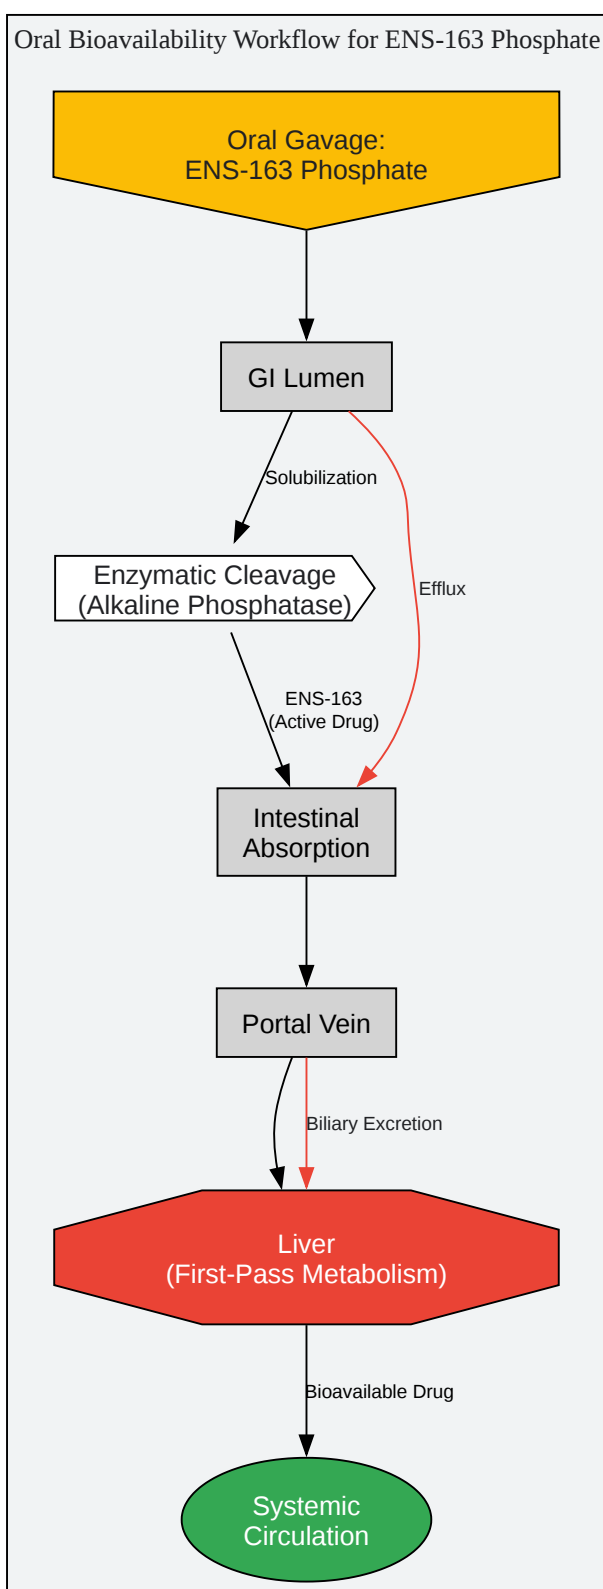 Oral Bioavailability Workflow for ENS-163 Phosphate
Oral Gavage:
ENS-163 Phosphate
GI Lumen
Solubilization
Enzymatic Cleavage
(Alkaline Phosphatase)
Efflux
ENS-163
(Active Drug)
Intestinal
Absorption
Portal Vein
Biliary Excretion
Liver
(First-Pass Metabolism)
Bioavailable Drug
Systemic
Circulation